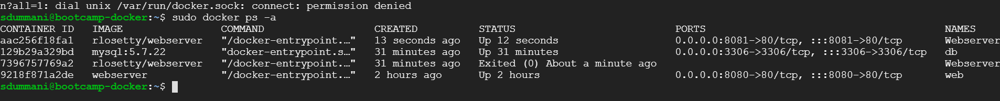 n?all=1: dial unix /var/run/docker.sock: connect: permission denied
sdummani@bootcamp-docker:~$ sudo docker ps -a
CONTAINER ID   IMAGE                COMMAND                  CREATED          STATUS                          PORTS                                       NAMES
aac256f18fa1   rlosetty/webserver   "/docker-entrypoint.…"   13 seconds ago   Up 12 seconds                   0.0.0.0:8081->80/tcp, :::8081->80/tcp       Webserver
129b29a329bd   mysql:5.7.22         "docker-entrypoint.s…"   31 minutes ago   Up 31 minutes                   0.0.0.0:3306->3306/tcp, :::3306->3306/tcp   db
7396757769a2   rlosetty/webserver   "/docker-entrypoint.…"   31 minutes ago   Exited (0) About a minute ago                                               Webserver
9218f871a2de   webserver            "/docker-entrypoint.…"   2 hours ago      Up 2 hours                      0.0.0.0:8080->80/tcp, :::8080->80/tcp       web
sdummani@bootcamp-docker:~$